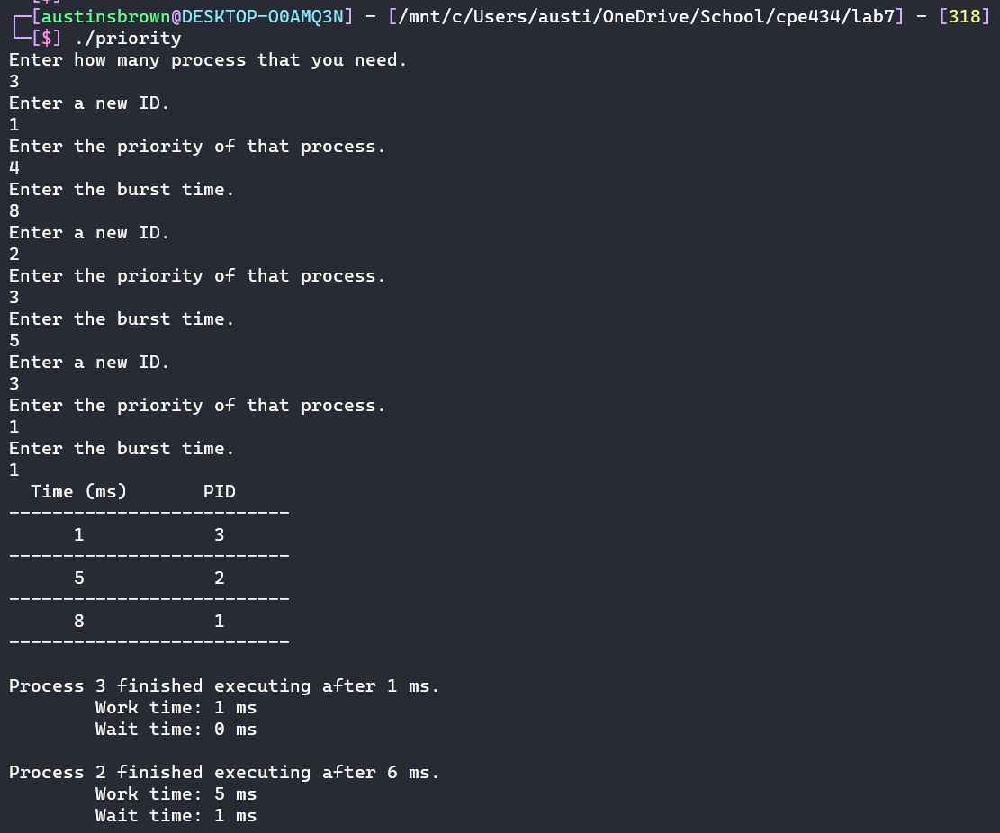 ┌─[austinsbrown@DESKTOP-O0AMQ3N] - [/mnt/c/Users/austi/OneDrive/School/cpe434/lab7] - [318]
└─[$] ./priority
Enter how many process that you need.
3
Enter a new ID.
1
Enter the priority of that process.
4
Enter the burst time.
8
Enter a new ID.
2
Enter the priority of that process.
3
Enter the burst time.
5
Enter a new ID.
3
Enter the priority of that process.
1
Enter the burst time.
1
  Time (ms)       PID
--------------------------
      1            3
--------------------------
      5            2
--------------------------
      8            1
--------------------------

Process 3 finished executing after 1 ms.
        Work time: 1 ms
        Wait time: 0 ms

Process 2 finished executing after 6 ms.
        Work time: 5 ms
        Wait time: 1 ms